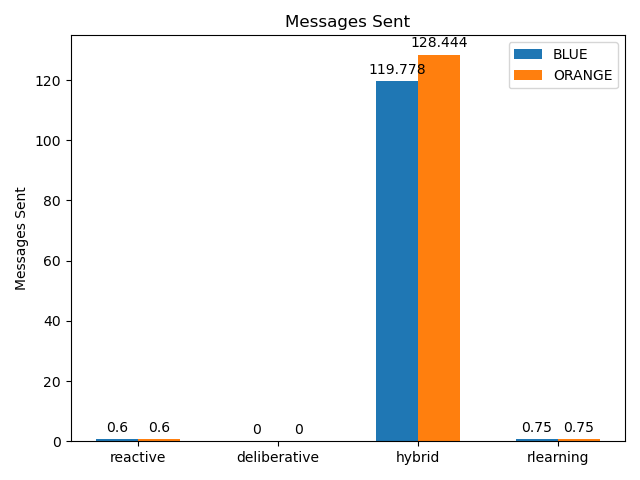 Messages Sent
BLUE
ORANGE
Messages Sent
120
100
80
60
40
20
0
0.6
0.6
0
0
119.778
128.444
0.75
0.75
reactive
deliberative
hybrid
rlearning